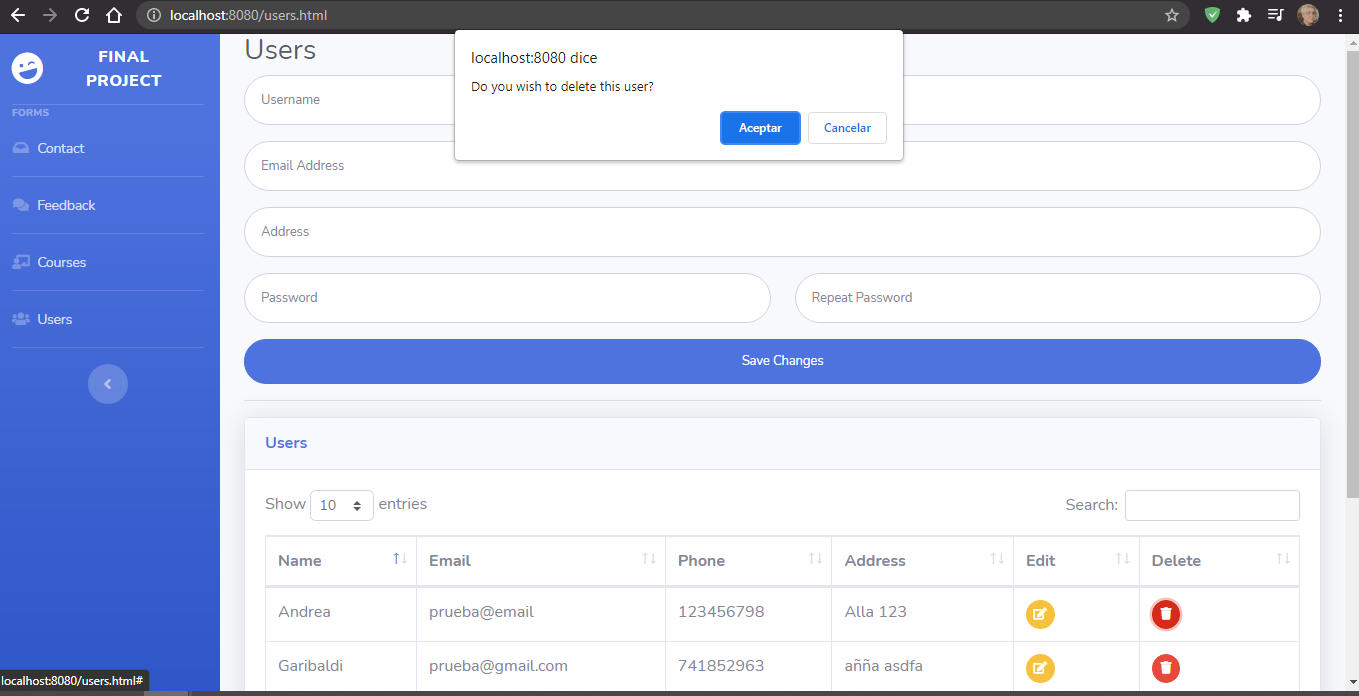 localhost:8080/users.html
FINAL
PROJECT
FORMS
Contact
Feedback
Courses
Users
Users
localhost:8080 dice
Do you wish to delete this user?
Aceptar Cancelar
Username
Email Address
Address
Password Repeat Password
Save Changes
Users
Show 10 entries Search:
Name Email Phone Address Edit Delete
Andrea prueba@email 123456798 Alla 123
Garibaldi prueba@gmail.com 741852963 añña asdfa
localhost:8080/users.html#